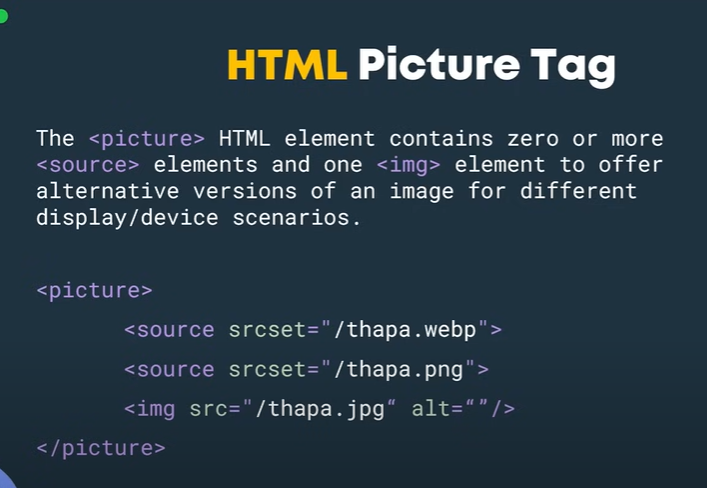 HTML Picture Tag
The <picture> HTML element contains zero or more
<source> elements and one <img> element to offer
alternative versions of an image for different
display/device scenarios.
<picture>
<source srcset="/thapa.webp">
<source srcset="/thapa.png">
<img src="/thapa.jpg“ alt=“”/>
</picture>